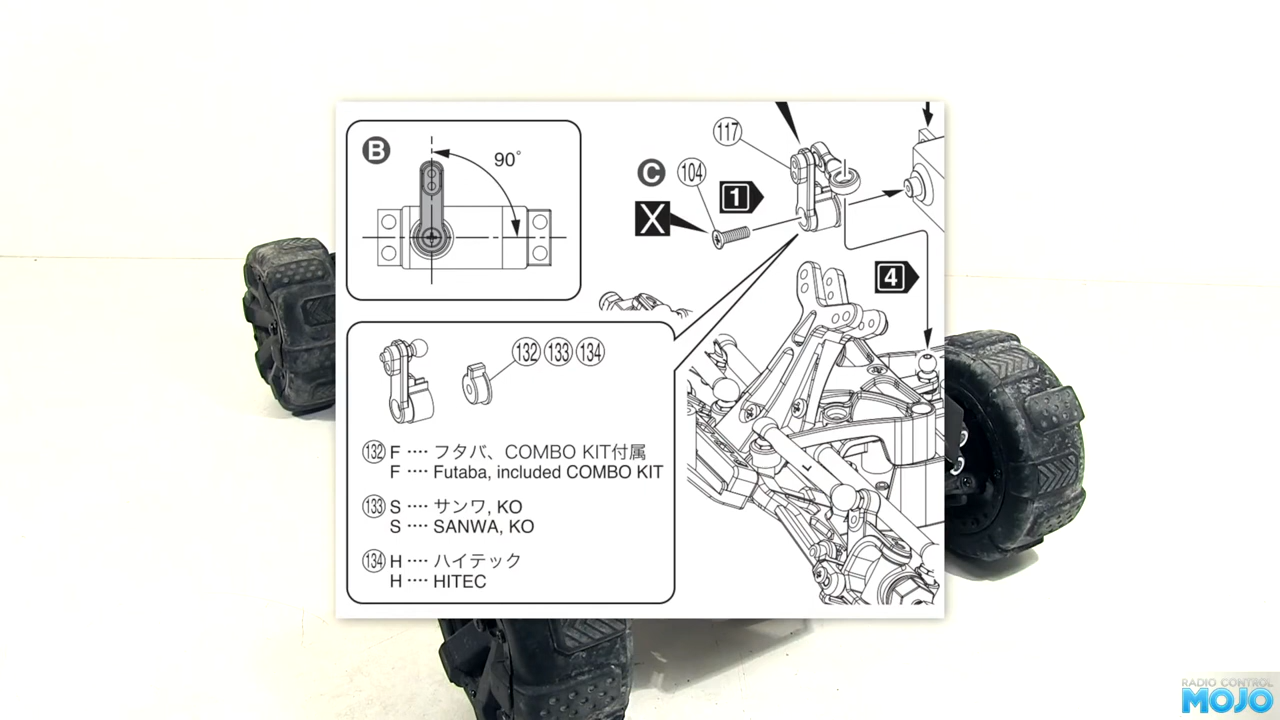 B
90°
117
C
104
1
X
4
132 133 134
132 F ···· フタバ、COMBO KIT付属
F ···· Futaba, included COMBO KIT
133 S ···· サンワ, KO
S ···· SANWA, KO
134 H ···· ハイテック
H ···· HITEC
L
A
RADIO CONTROL
MOJO